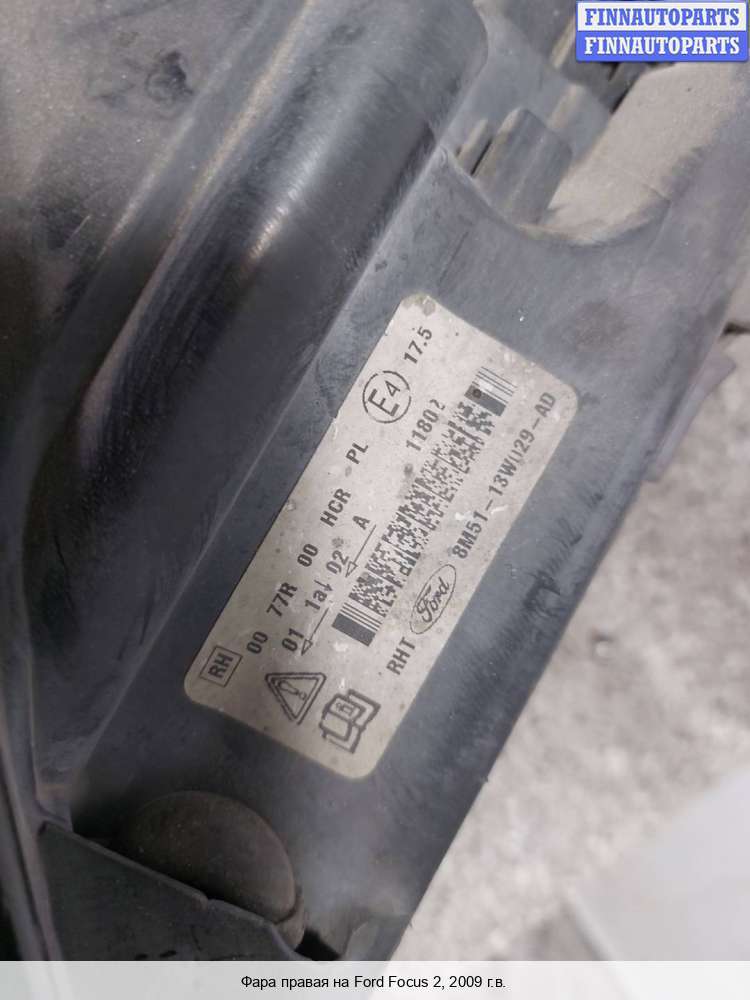 FINNAUTOPARTS
FINNAUTOPARTS
RH 00 77R 00 HCR PL E4 17.5
01 1a 02 A 11802
RHT Ford 8M51-13W029-AD
Фара правая на Ford Focus 2, 2009 г.в.